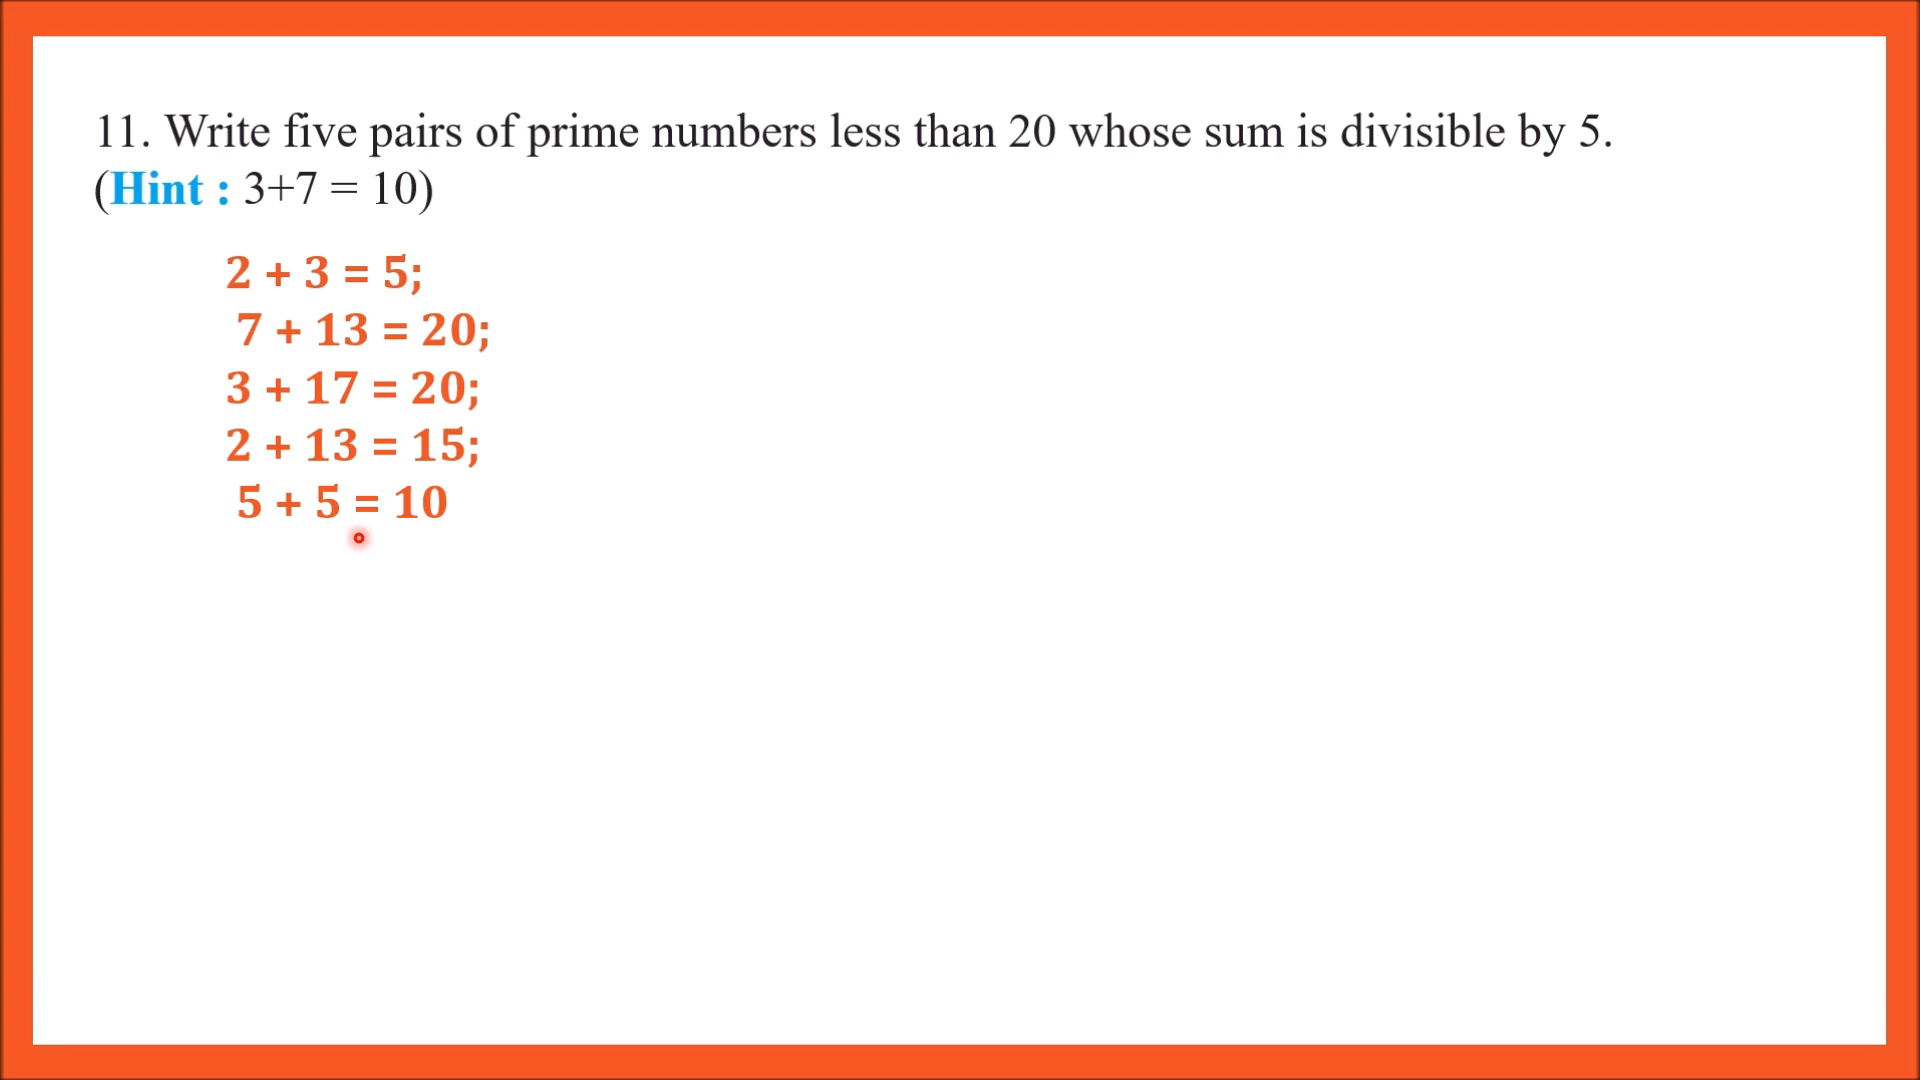 11. Write five pairs of prime numbers less than 20 whose sum is divisible by 5.
(Hint : 3+7 = 10)
2 + 3 = 5;
7 + 13 = 20;
3 + 17 = 20;
2 + 13 = 15;
5 + 5 = 10